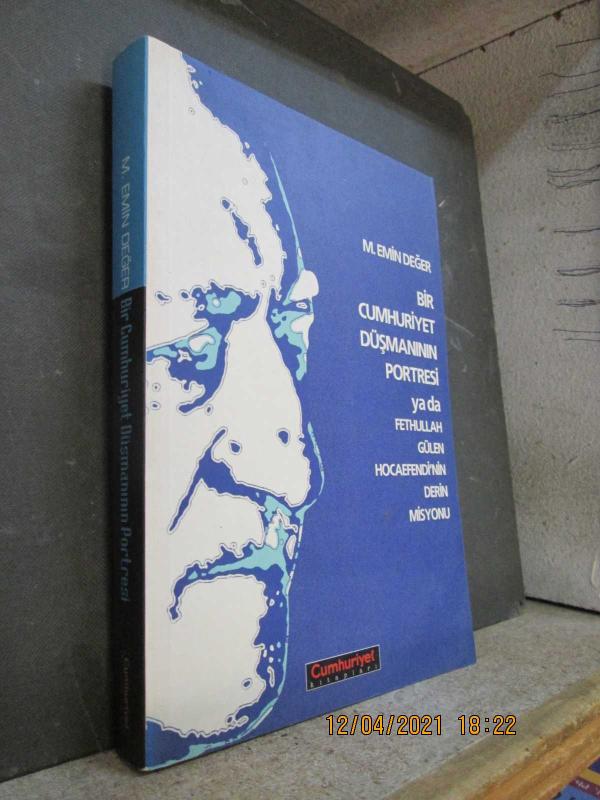 M. EMİN DEĞER
BİR
CUMHURİYET
DÜŞMANININ
PORTRESİ
ya da
FETHULLAH
GÜLEN
HOCAEFENDİ'NİN
DERİN
MİSYONU
Cumhuriyet
kitapları
M. EMİN DEĞER Bir Cumhuriyet Düşmanının Portresi
Cumhuriyet
12/04/2021 18:22